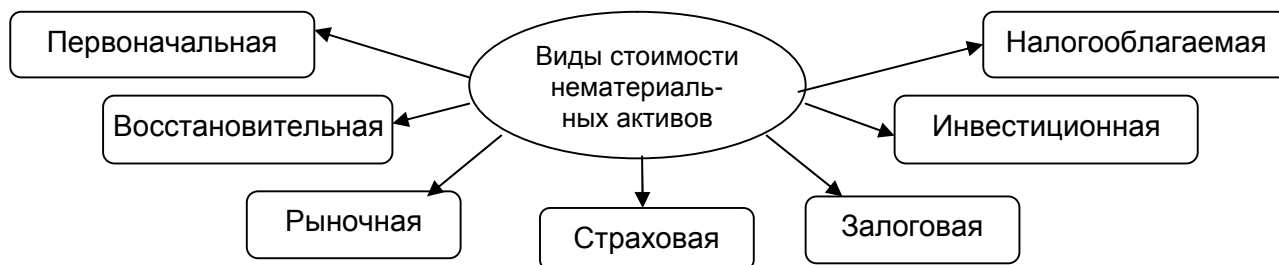 Первоначальная
Виды стоимости
нематериаль-
ных активов
Налогооблагаемая
Восстановительная
Инвестиционная
Рыночная
Страховая
Залоговая